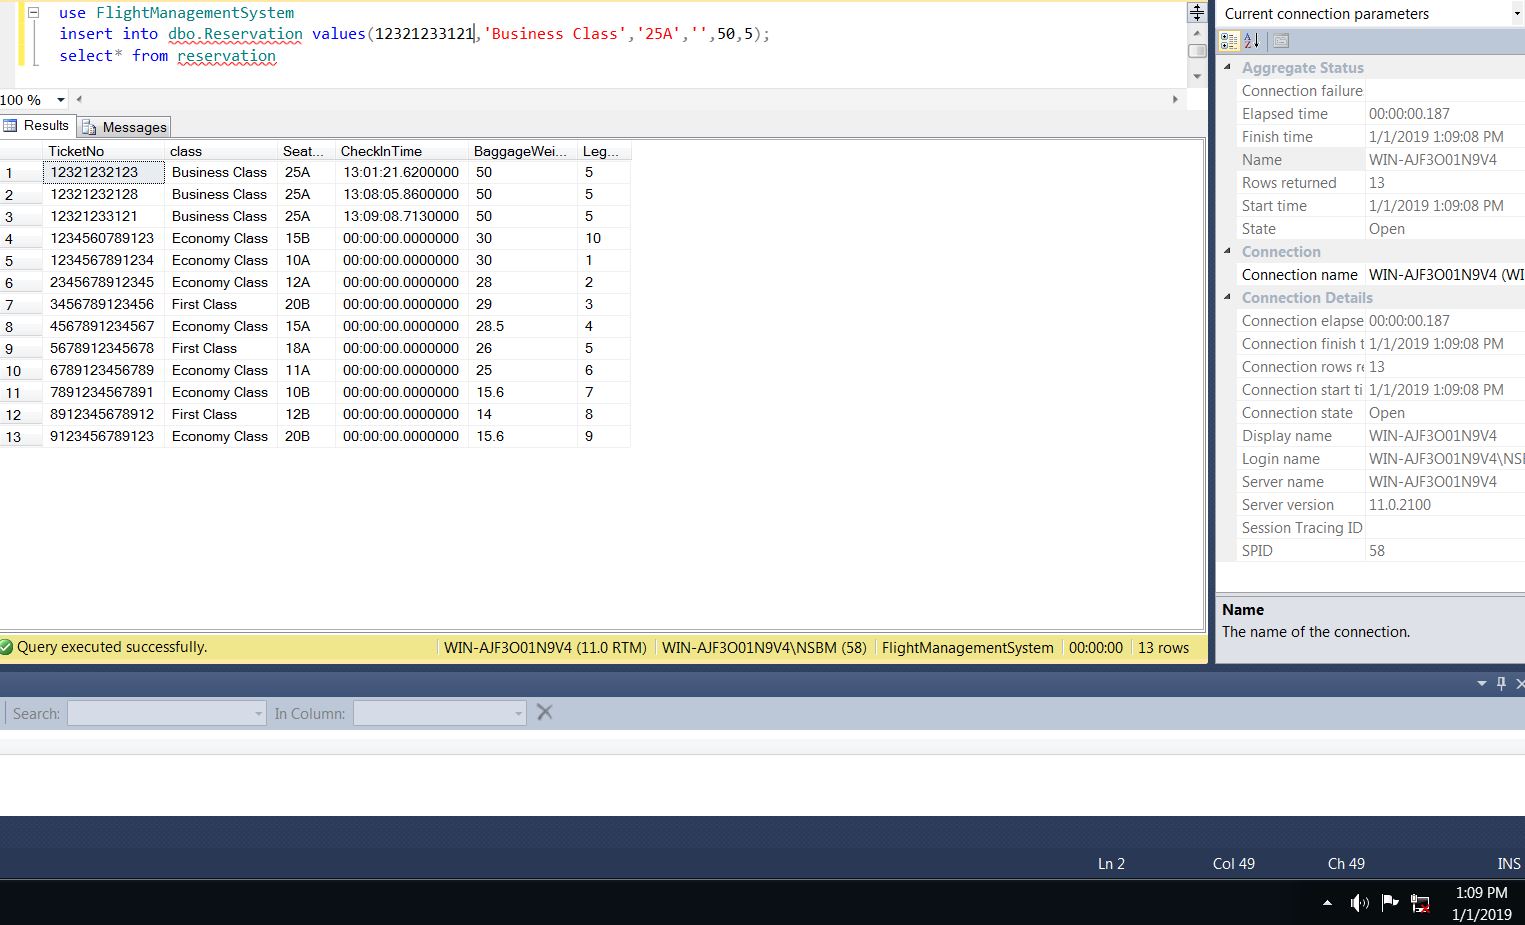 use FlightManagementSystem
insert into dbo.Reservation values(12321233121,'Business Class','25A','',50,5);
select* from reservation
100 %
Results Messages
TicketNo class Seat... CheckInTime BaggageWei... Leg...
1 12321232123 Business Class 25A 13:01:21.6200000 50 5
2 12321232128 Business Class 25A 13:08:05.8600000 50 5
3 12321233121 Business Class 25A 13:09:08.7130000 50 5
4 1234560789123 Economy Class 15B 00:00:00.0000000 30 10
5 1234567891234 Economy Class 10A 00:00:00.0000000 30 1
6 2345678912345 Economy Class 12A 00:00:00.0000000 28 2
7 3456789123456 First Class 20B 00:00:00.0000000 29 3
8 4567891234567 Economy Class 15A 00:00:00.0000000 28.5 4
9 5678912345678 First Class 18A 00:00:00.0000000 26 5
10 6789123456789 Economy Class 11A 00:00:00.0000000 25 6
11 7891234567891 Economy Class 10B 00:00:00.0000000 15.6 7
12 8912345678912 First Class 12B 00:00:00.0000000 14 8
13 9123456789123 Economy Class 20B 00:00:00.0000000 15.6 9
Query executed successfully. WIN-AJF3O01N9V4 (11.0 RTM) WIN-AJF3O01N9V4\NSBM (58) FlightManagementSystem 00:00:00 13 rows
Current connection parameters
Aggregate Status
Connection failure
Elapsed time 00:00:00.187
Finish time 1/1/2019 1:09:08 PM
Name WIN-AJF3O01N9V4
Rows returned 13
Start time 1/1/2019 1:09:08 PM
State Open
Connection
Connection name WIN-AJF3O01N9V4 (WI
Connection Details
Connection elapse 00:00:00.187
Connection finish t 1/1/2019 1:09:08 PM
Connection rows re 13
Connection start ti 1/1/2019 1:09:08 PM
Connection state Open
Display name WIN-AJF3O01N9V4
Login name WIN-AJF3O01N9V4\NSI
Server name WIN-AJF3O01N9V4
Server version 11.0.2100
Session Tracing ID
SPID 58
Name
The name of the connection.
Search: In Column:
Ln 2 Col 49 Ch 49 INS
1:09 PM
1/1/2019